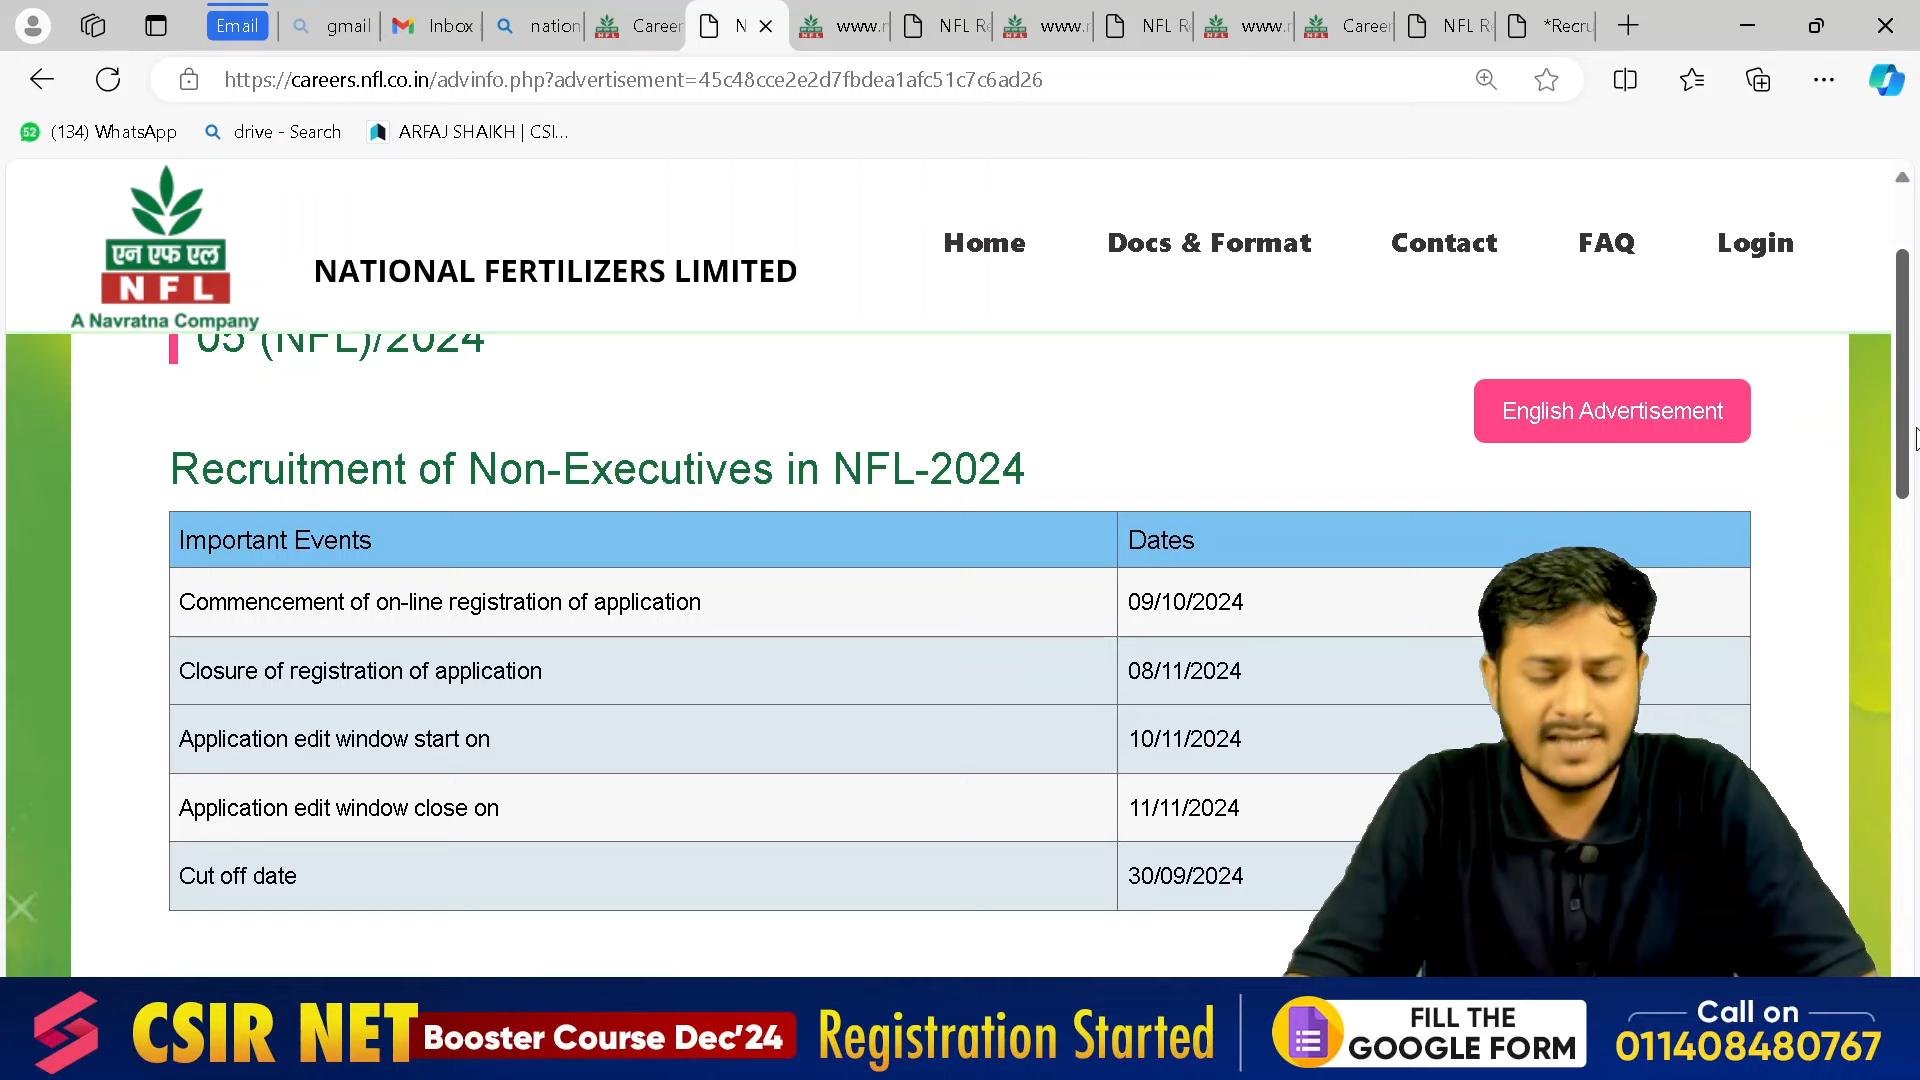 Email
gmail
Inbox
nation
Career
N
www.n
NFL Re
www.n
NFL Re
www.n
Career
NFL Re
*Recru
https://careers.nfl.co.in/advinfo.php?advertisement=45c48cce2e2d7fbdea1afc51c7c6ad26
52
(134) WhatsApp
drive - Search
ARFAJ SHAIKH | CSI...
एन एफ एल
NFL
A Navratna Company
NATIONAL FERTILIZERS LIMITED
Home
Docs & Format
Contact
FAQ
Login
05 (NFL)/2024
English Advertisement
Recruitment of Non-Executives in NFL-2024
Important Events
Dates
Commencement of on-line registration of application
09/10/2024
Closure of registration of application
08/11/2024
Application edit window start on
10/11/2024
Application edit window close on
11/11/2024
Cut off date
30/09/2024
CSIR NET
Booster Course Dec'24
Registration Started
FILL THE
GOOGLE FORM
Call on
011408480767